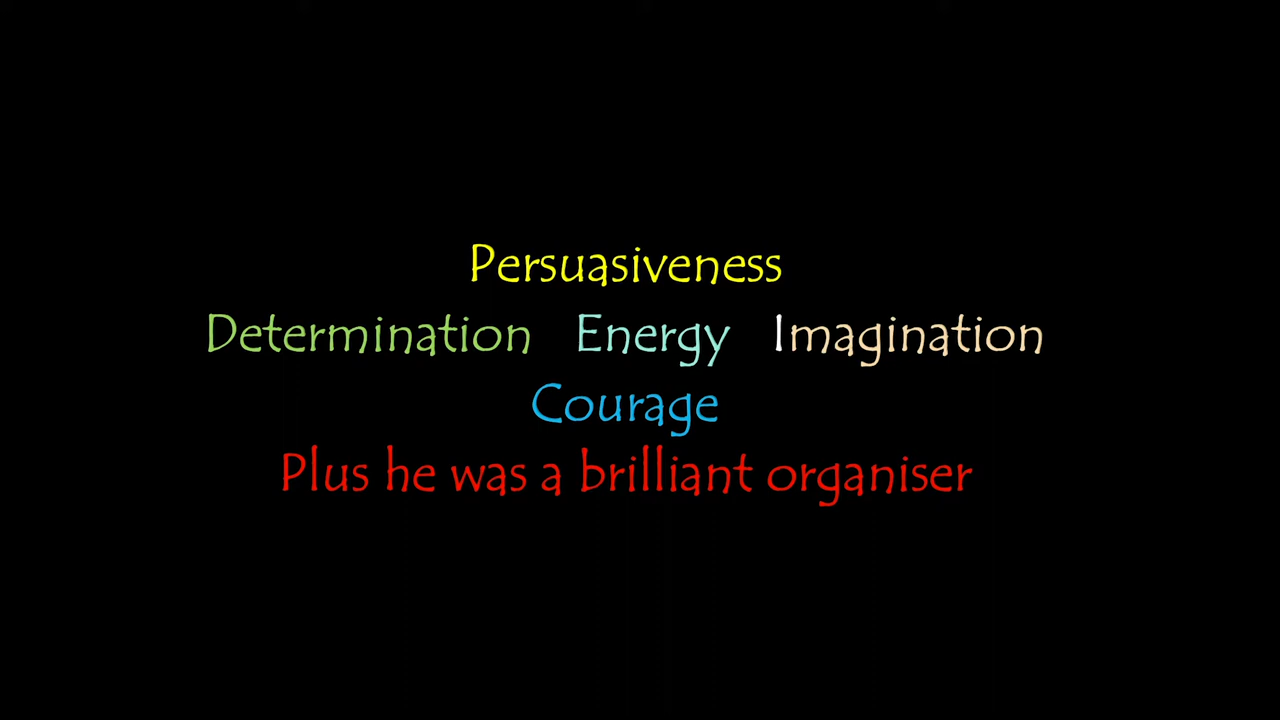 Persuasiveness
Determination Energy Imagination
Courage
Plus he was a brilliant organiser